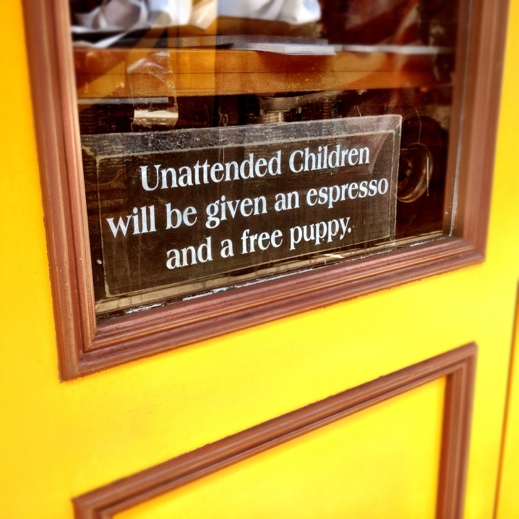 Unattended Children
will be given an espresso
and a free puppy.